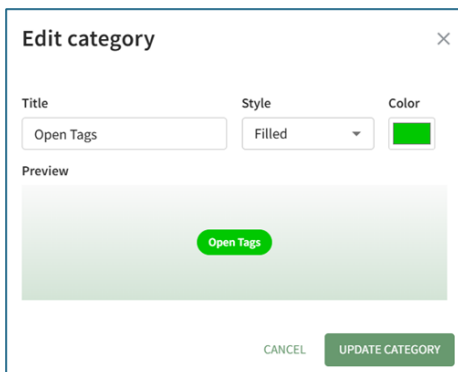 Edit category
Title Style Color
Open Tags Filled
Preview
Open Tags
CANCEL UPDATE CATEGORY